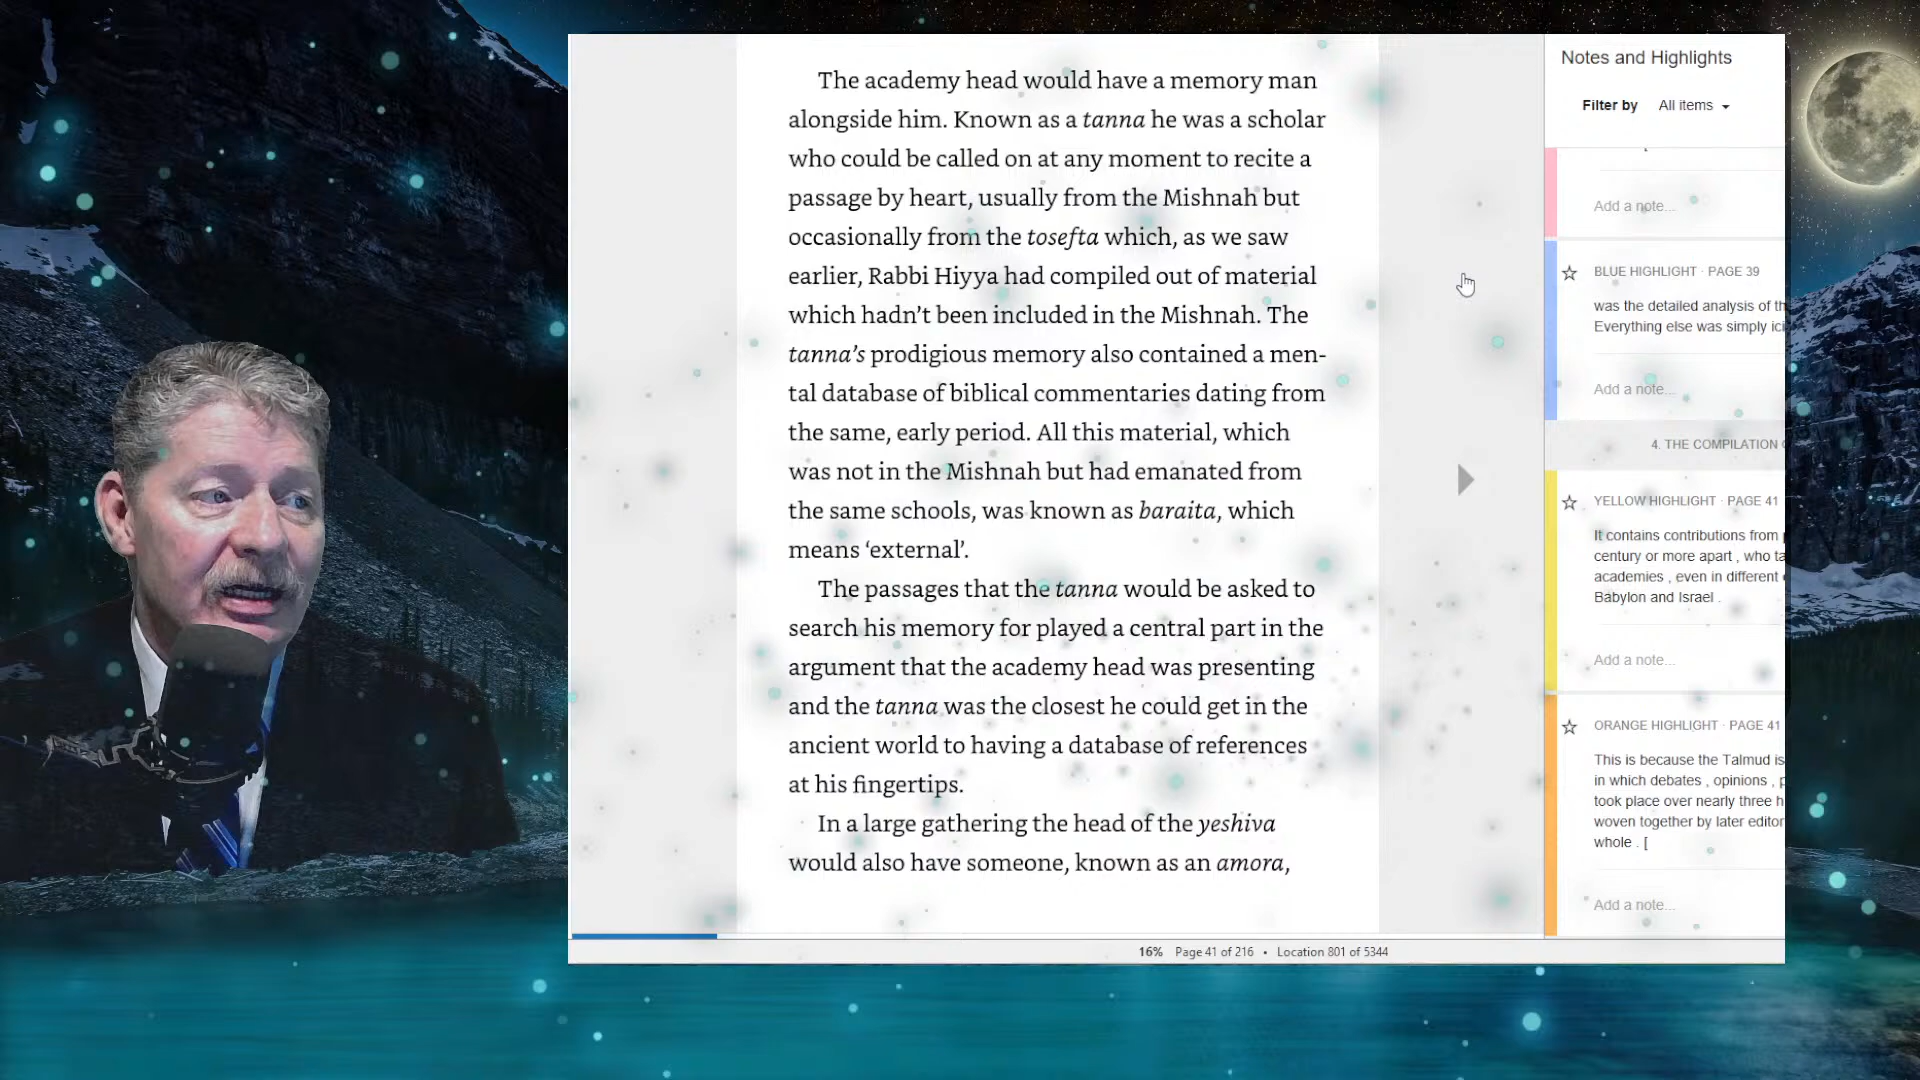 The academy head would have a memory man
alongside him. Known as a tanna he was a scholar
who could be called on at any moment to recite a
passage by heart, usually from the Mishnah but
occasionally from the tosefta which, as we saw
earlier, Rabbi Hiyya had compiled out of material
which hadn’t been included in the Mishnah. The
tanna’s prodigious memory also contained a men-
tal database of biblical commentaries dating from
the same, early period. All this material, which
was not in the Mishnah but had emanated from
the same schools, was known as baraita, which
means ‘external’.
The passages that the tanna would be asked to
search his memory for played a central part in the
argument that the academy head was presenting
and the tanna was the closest he could get in the
ancient world to having a database of references
at his fingertips.
In a large gathering the head of the yeshiva
would also have someone, known as an amora,
16% Page 41 of 216 • Location 801 of 5344
Notes and Highlights
Filter by All items
Add a note...
BLUE HIGHLIGHT · PAGE 39
was the detailed analysis of
Everything else was simply
Add a note...
4. THE COMPILATION
YELLOW HIGHLIGHT · PAGE 41
It contains contributions from
century or more apart , who
academies , even in different
Babylon and Israel .
Add a note...
ORANGE HIGHLIGHT · PAGE 41
This is because the Talmud is
in which debates , opinions ,
took place over nearly three
woven together by later
whole . [
Add a note...